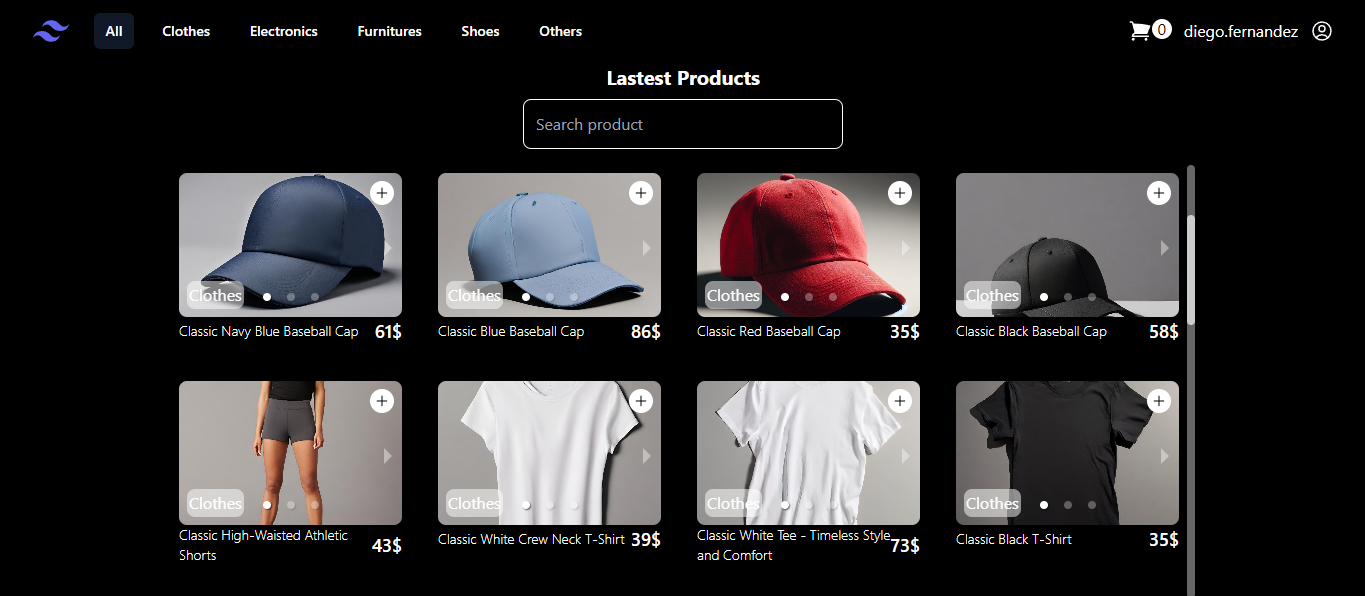 All Clothes Electronics Furnitures Shoes Others 0 diego.fernandez
Lastest Products
Search product
Clothes
Classic Navy Blue Baseball Cap 61$
Clothes
Classic Blue Baseball Cap 86$
Clothes
Classic Red Baseball Cap 35$
Clothes
Classic Black Baseball Cap 58$
Clothes
Classic High-Waisted Athletic
Shorts 43$
Clothes
Classic White Crew Neck T-Shirt 39$
Clothes
Classic White Tee - Timeless Style
and Comfort 73$
Clothes
Classic Black T-Shirt 35$